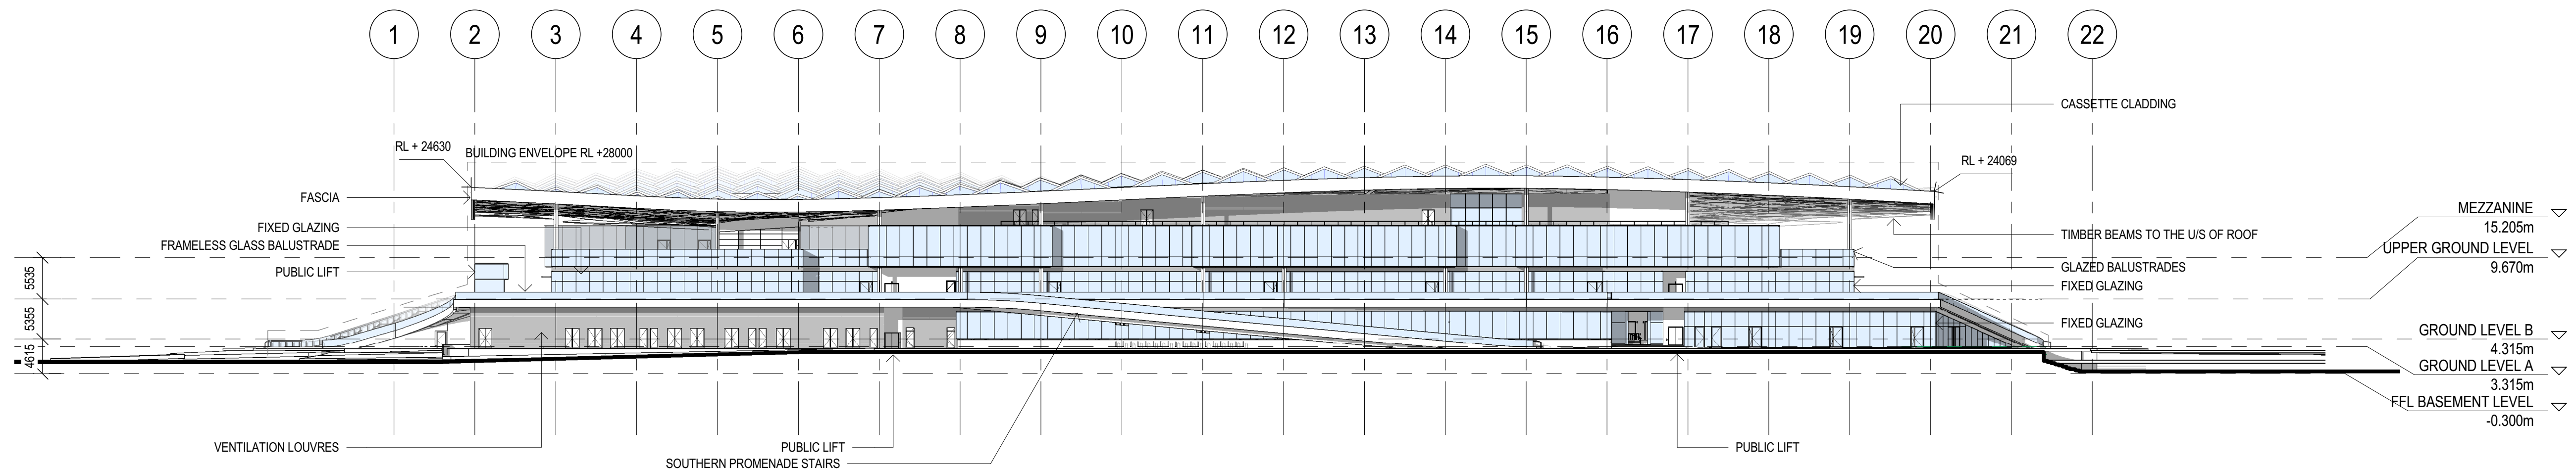 1 2 3 4 5 6 7 8 9 10 11 12 13 14 15 16 17 18 19 20 21 22
CASSETTE CLADDING
RL + 24630
BUILDING ENVELOPE RL +28000
RL + 24069
FASCIA
FIXED GLAZING
FRAMELESS GLASS BALUSTRADE
PUBLIC LIFT
MEZZANINE
15.205m
TIMBER BEAMS TO THE U/S OF ROOF
UPPER GROUND LEVEL
9.670m
GLAZED BALUSTRADES
FIXED GLAZING
FIXED GLAZING
GROUND LEVEL B
4.315m
GROUND LEVEL A
3.315m
FFL BASEMENT LEVEL
-0.300m
5535
5355
4615
VENTILATION LOUVRES
PUBLIC LIFT
SOUTHERN PROMENADE STAIRS
PUBLIC LIFT